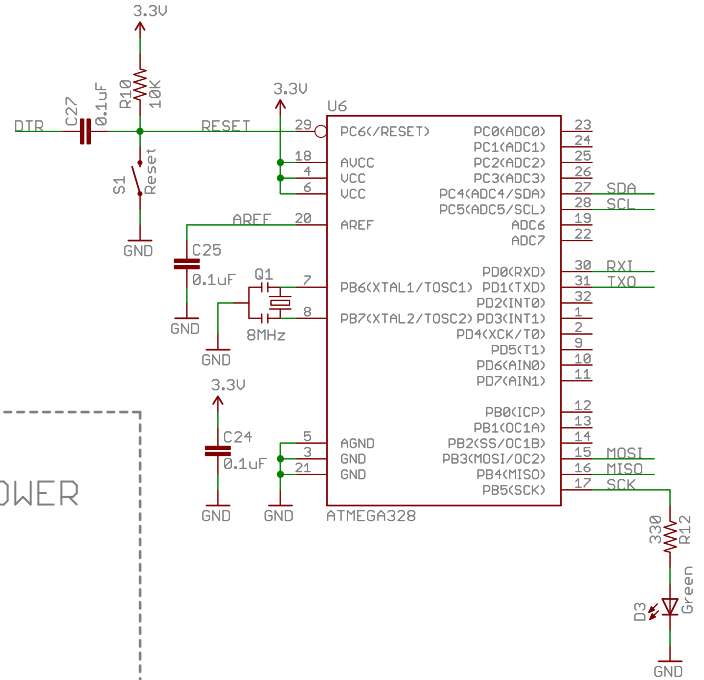 3.3V
R10
10K
C27
0.1uF
DTR
RESET
S1
Reset
GND
3.3V
U6
29 PC6(/RESET)
18 AVCC
4 VCC
6 VCC
AREF 20 AREF
C25
0.1uF
GND
Q1
8MHz
GND
7 PB6(XTAL1/TOSC1)
8 PB7(XTAL2/TOSC2)
3.3V
C24
0.1uF
GND
5 AGND
3 GND
21 GND
GND
PC0(ADC0) 23
PC1(ADC1) 24
PC2(ADC2) 25
PC3(ADC3) 26
PC4(ADC4/SDA) 27 SDA
PC5(ADC5/SCL) 28 SCL
ADC6 19
ADC7 22
PD0(RXD) 30 RXI
PD1(TXD) 31 TXO
PD2(INT0) 32
PD3(INT1) 1
PD4(XCK/T0) 2
PD5(T1) 9
PD6(AIN0) 10
PD7(AIN1) 11
PB0(ICP) 12
PB1(OC1A) 13
PB2(SS/OC1B) 14
PB3(MOSI/OC2) 15 MOSI
PB4(MISO) 16 MISO
PB5(SCK) 17 SCK
ATMEGA328
330
R12
D3
Green
GND
OWER